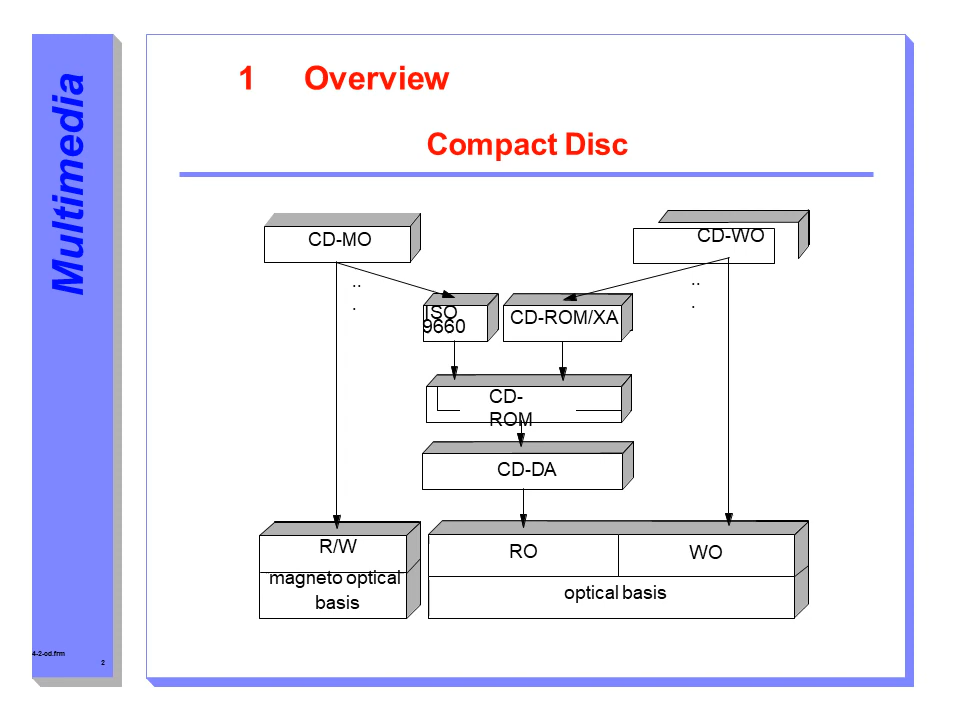 Multimedia
1 Overview
Compact Disc
CD-MO
CD-WO
..
.
..
.
ISO
9660
CD-ROM/XA
CD-
ROM
CD-DA
R/W
RO
WO
magneto optical
basis
optical basis
4-2-cd.frm
2